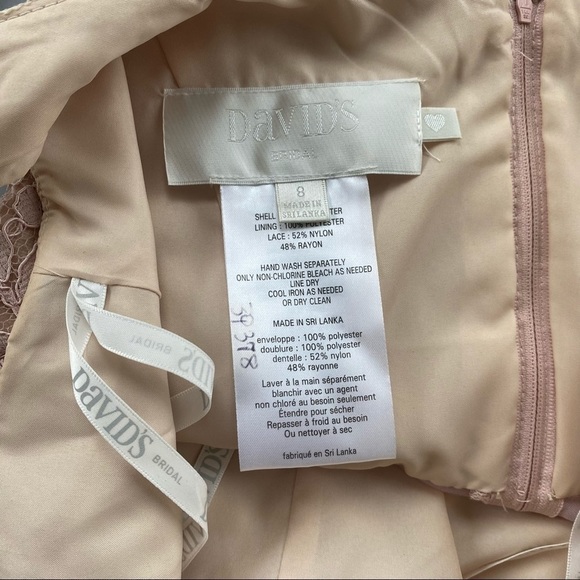 DaVID'S
BRIDAL
8
MADE IN
SRI LANKA
SHELL
LINING : 100% POLYESTER
LACE : 52% NYLON
48% RAYON
HAND WASH SEPARATELY
ONLY NON-CHLORINE BLEACH AS NEEDED
LINE DRY
COOL IRON AS NEEDED
OR DRY CLEAN
MADE IN SRI LANKA
enveloppe : 100% polyester
doublure : 100% polyester
dentelle : 52% nylon
48% rayonne
Laver à la main séparément
blanchir avec un agent
non chloré au besoin seulement
Étendre pour sécher
Repasser à froid au besoin
Ou nettoyer à sec
fabriqué en Sri Lanka
BRIDAL
DaVID'S
BRIDAL